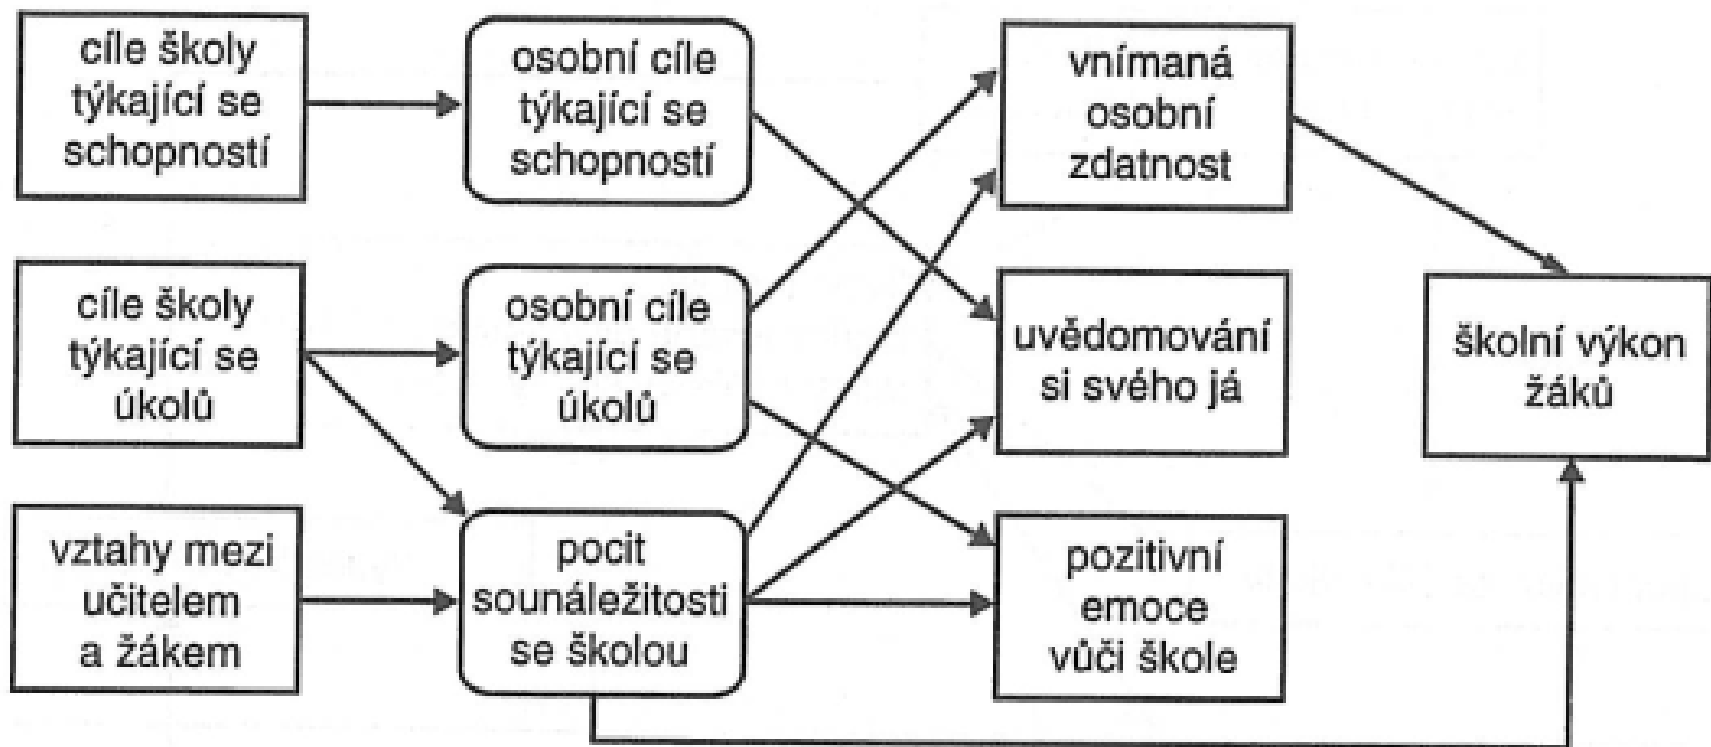 cíle školy
týkající se
schopností
osobní cíle
týkající se
schopností
vnímaná
osobní
zdatnost
cíle školy
týkající se
úkolů
osobní cíle
týkající se
úkolů
uvědomování
si svého já
školní výkon
žáků
vztahy mezi
učitelem
a žákem
pocit
sounáležitosti
se školou
pozitivní
emoce
vůči škole